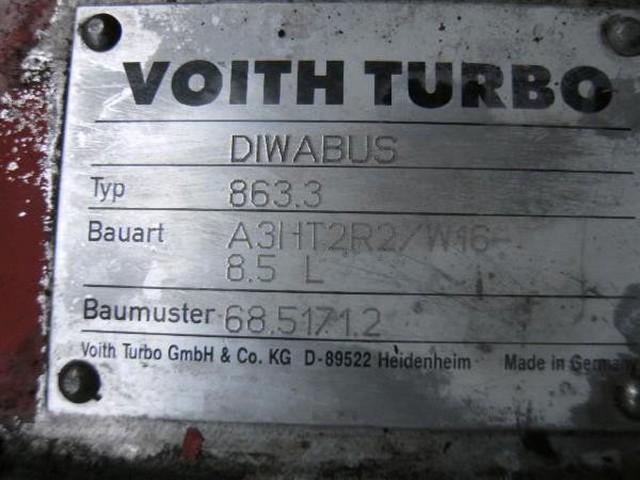 VOITH TURBO
DIWABUS
Typ 863.3
Bauart A3HT2R2/W16-
8.5 L
Baumuster 68.5171.2
Voith Turbo GmbH & Co. KG D-89522 Heidenheim Made in Germany